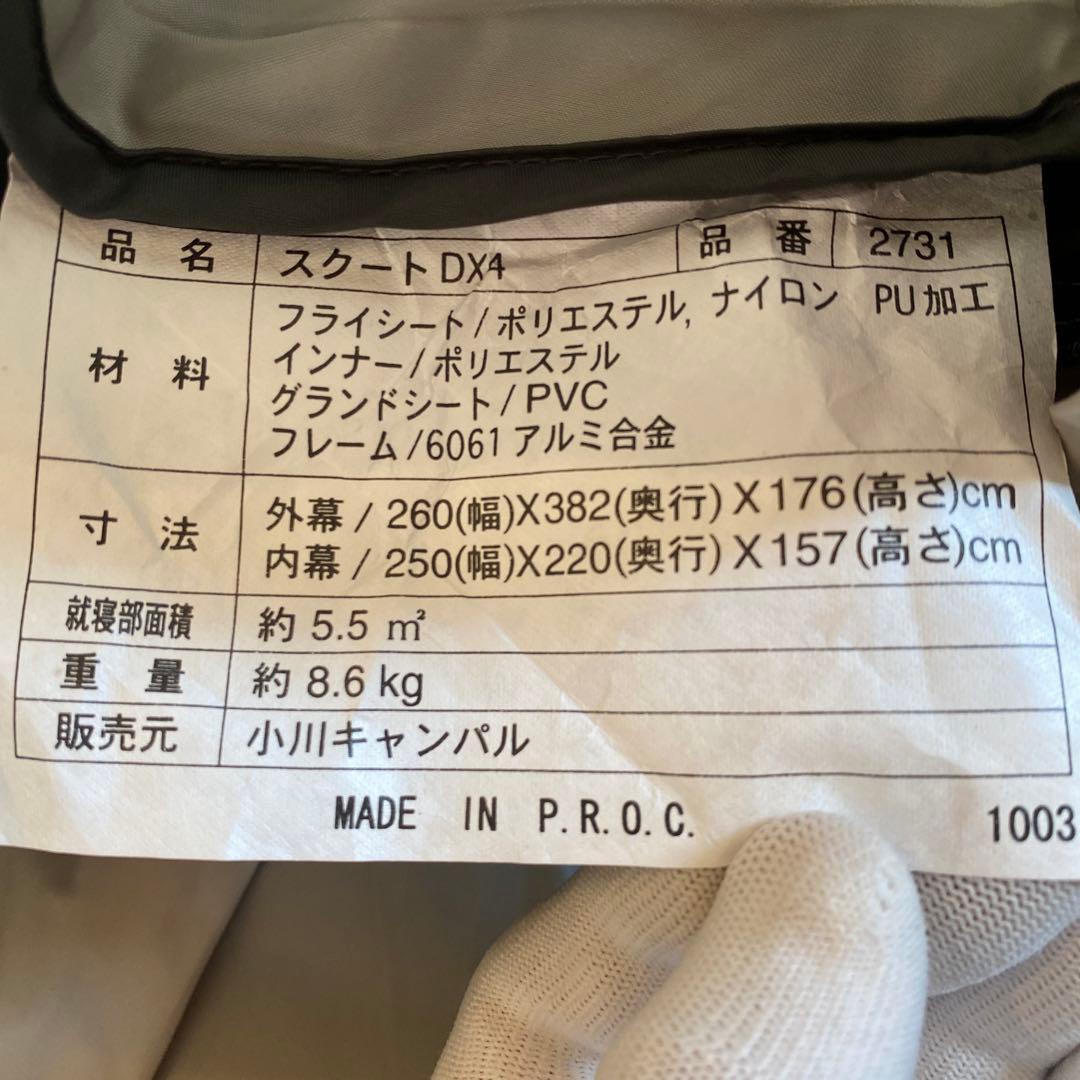 品名 スクートDX4 品番 2731
材料 フライシート/ポリエステル, ナイロン PU加工
インナー/ポリエステル
グランドシート/PVC
フレーム/6061アルミ合金
寸法 外幕/260(幅)X382(奥行)X176(高さ)cm
内幕/250(幅)X220(奥行)X157(高さ)cm
就寝部面積 約5.5㎡
重量 約8.6kg
販売元 小川キャンパル
MADE IN P.R.O.C. 1003